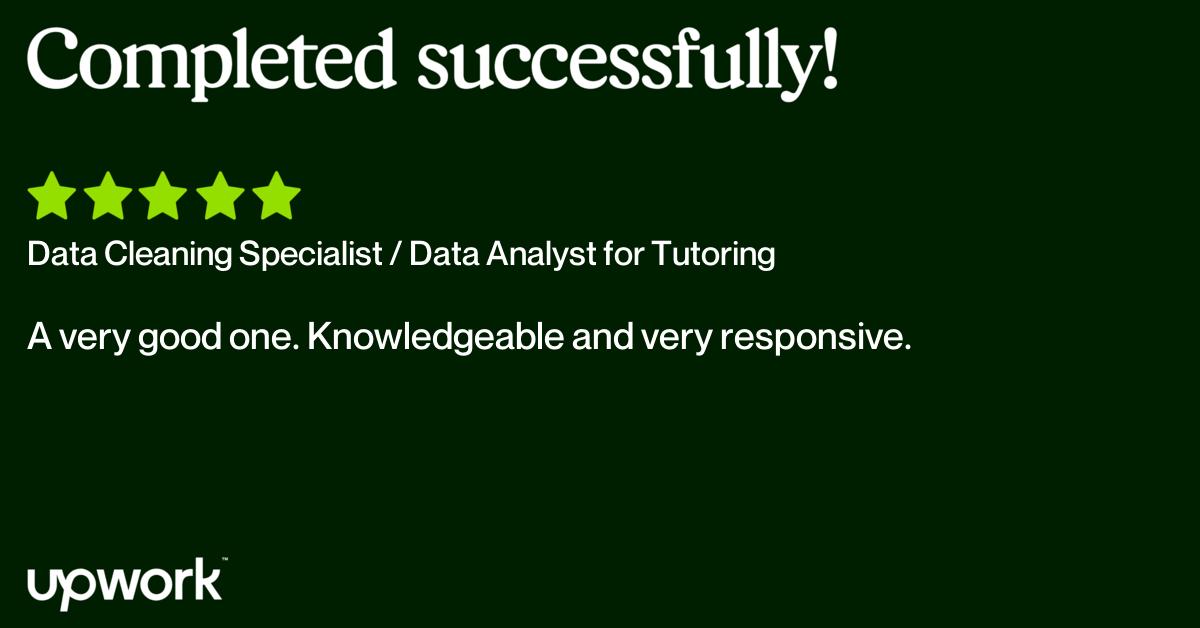 Completed successfully!
Data Cleaning Specialist / Data Analyst for Tutoring
A very good one. Knowledgeable and very responsive.
upwork™